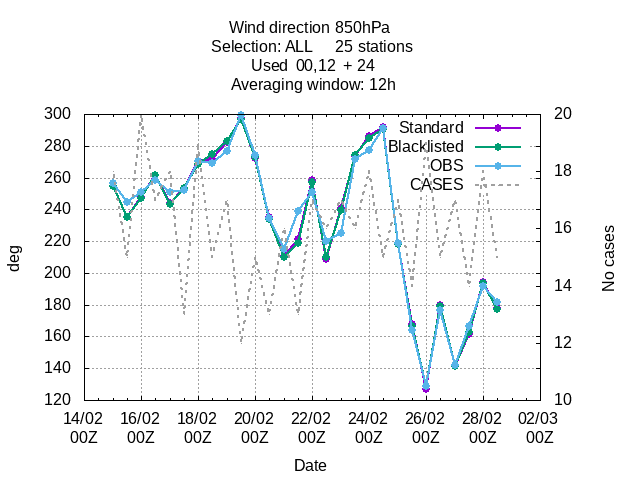 Wind direction 850hPa
Selection: ALL 25 stations
Used 00,12 + 24
Averaging window: 12h
300
280
260
240
220
200
180
160
140
120
20
18
16
14
12
10
Standard
Blacklisted
OBS
CASES
deg
No cases
14/02 16/02 18/02 20/02 22/02 24/02 26/02 28/02 02/03
00Z 00Z 00Z 00Z 00Z 00Z 00Z 00Z 00Z
Date